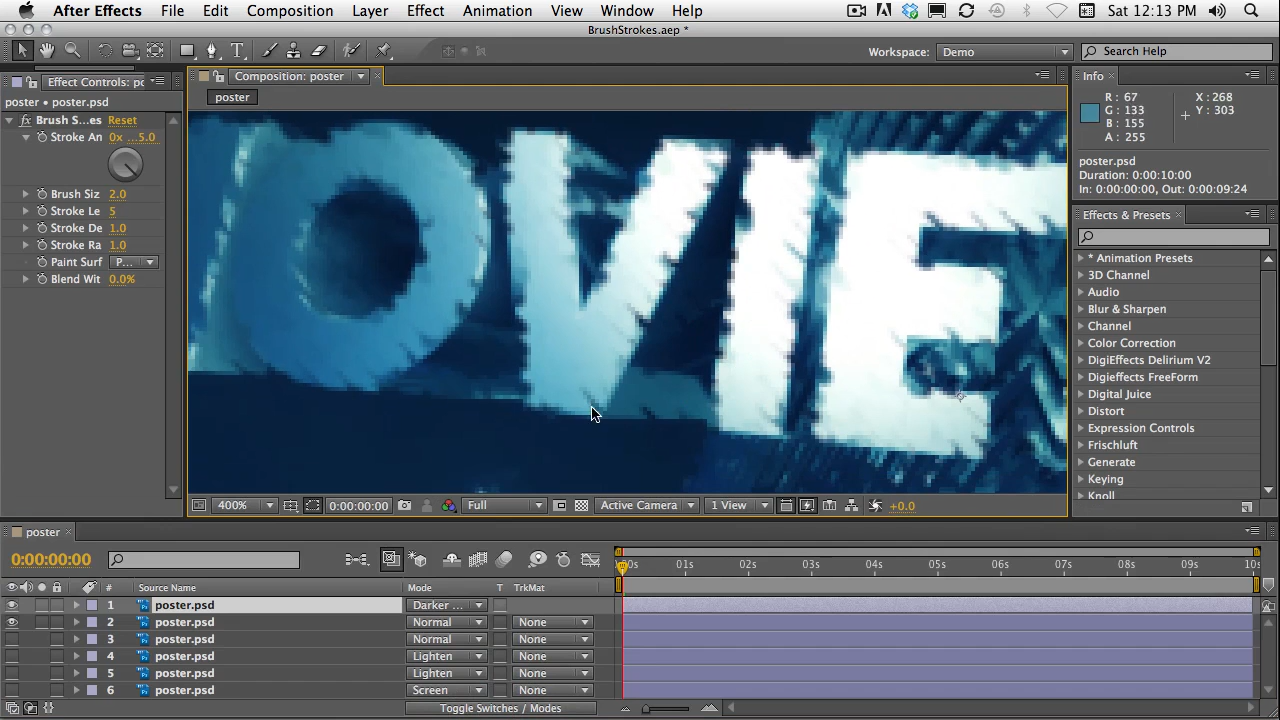 After Effects File Edit Composition Layer Effect Animation View Window Help Sat 12:13 PM
BrushStrokes.aep *
Workspace: Demo Search Help
Effect Controls: pc
poster • poster.psd
fx Brush S...es Reset
Stroke An 0x ...5.0
Brush Siz 2.0
Stroke Le 5
Stroke De 1.0
Stroke Ra 1.0
Paint Surf P...
Blend Wit 0.0%
Composition: poster
poster
OVIE
400% 0:00:00:00 Full Active Camera 1 View +0.0
Info
R: 67 X: 268
G: 133 Y: 303
B: 155
A: 255
poster.psd
Duration: 0:00:10:00
In: 0:00:00:00, Out: 0:00:09:24
Effects & Presets
* Animation Presets
3D Channel
Audio
Blur & Sharpen
Channel
Color Correction
DigiEffects Delirium V2
Digieffects FreeForm
Digital Juice
Distort
Expression Controls
Frischluft
Generate
Keying
Knoll
poster
0:00:00:00
:00s 01s 02s 03s 04s 05s 06s 07s 08s 09s 10s
# Source Name Mode T TrkMat
1 poster.psd Darker ...
2 poster.psd Normal None
3 poster.psd Normal None
4 poster.psd Lighten None
5 poster.psd Lighten None
6 poster.psd Screen None
Toggle Switches / Modes